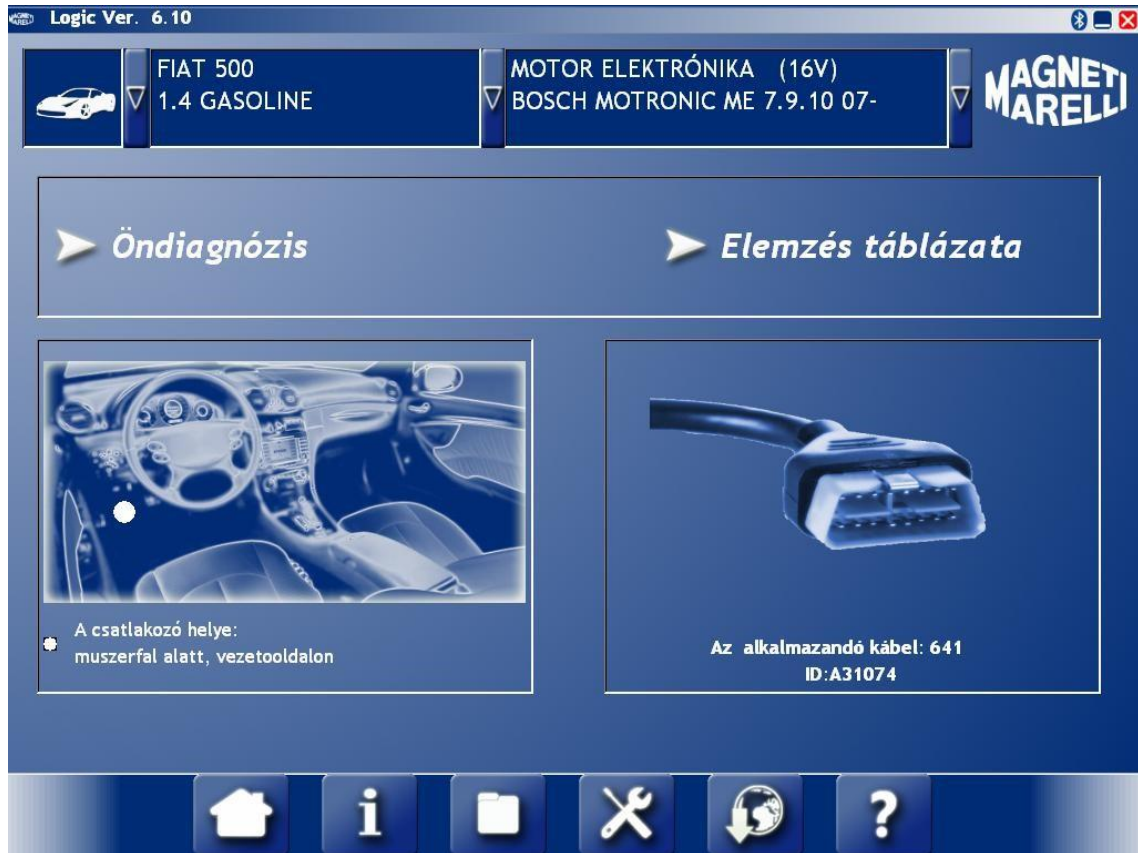 Logic Ver. 6.10
FIAT 500
1.4 GASOLINE
MOTOR ELEKTRÓNIKA (16V)
BOSCH MOTRONIC ME 7.9.10 07-
MAGNETI
MARELLI
Öndiagnózis
Elemzés táblázata
A csatlakozó helye:
muszerfal alatt, vezetooldalon
Az alkalmazandó kábel: 641
ID:A31074
i
?